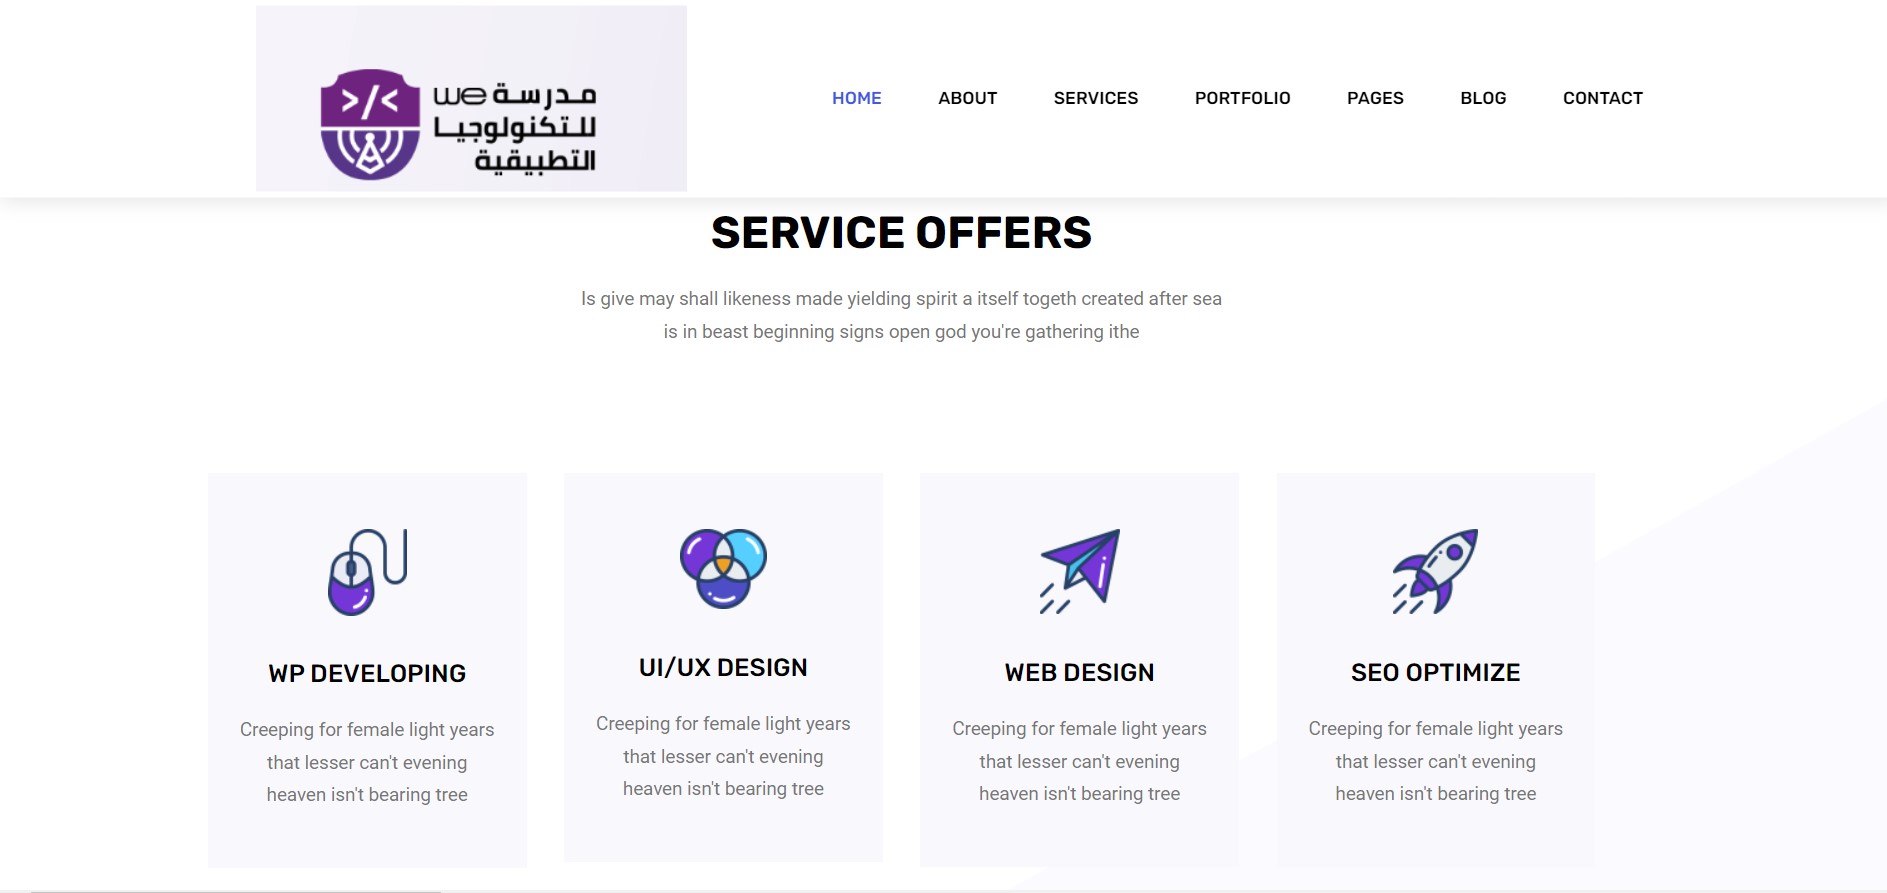 مدرسة we
للتكنولوجيا
التطبيقية
HOME ABOUT SERVICES PORTFOLIO PAGES BLOG CONTACT
SERVICE OFFERS
Is give may shall likeness made yielding spirit a itself togeth created after sea
is in beast beginning signs open god you're gathering ithe
WP DEVELOPING
Creeping for female light years
that lesser can't evening
heaven isn't bearing tree
UI/UX DESIGN
Creeping for female light years
that lesser can't evening
heaven isn't bearing tree
WEB DESIGN
Creeping for female light years
that lesser can't evening
heaven isn't bearing tree
SEO OPTIMIZE
Creeping for female light years
that lesser can't evening
heaven isn't bearing tree